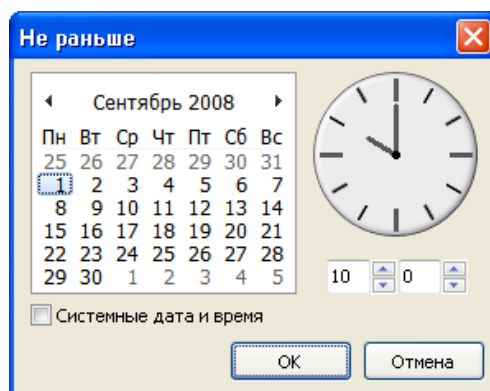 Не раньше
Сентябрь 2008
Пн Вт Ср Чт Пт Сб Вс
25 26 27 28 29 30 31
1 2 3 4 5 6 7
8 9 10 11 12 13 14
15 16 17 18 19 20 21
22 23 24 25 26 27 28
29 30 1 2 3 4 5
10 0
Системные дата и время
OK Отмена